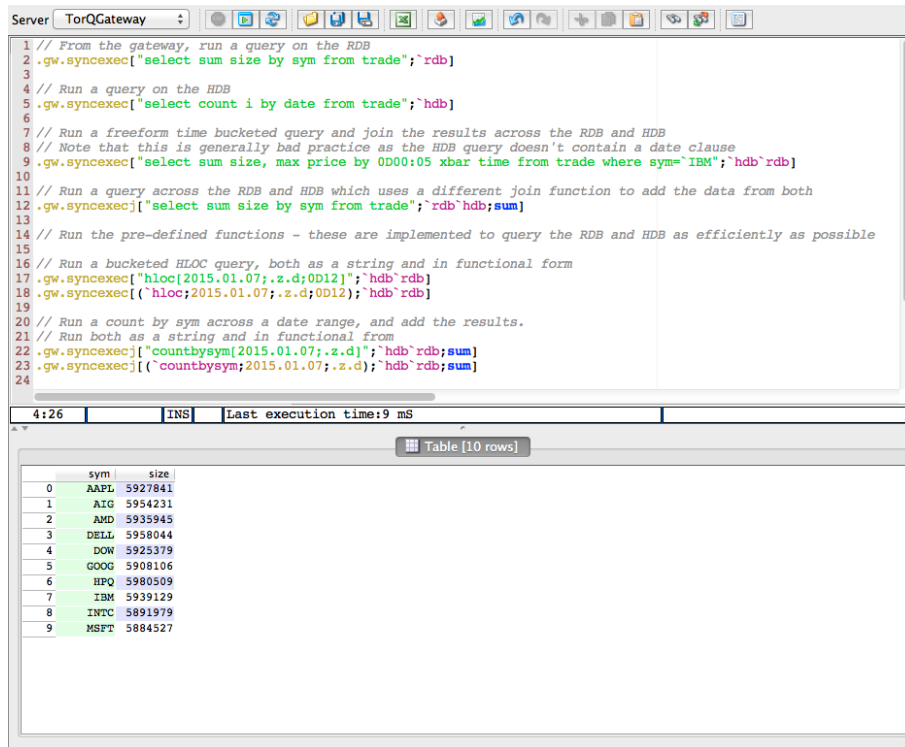 Server TorQGateway
1 // From the gateway, run a query on the RDB
2 .gw.syncexec["select sum size by sym from trade";`rdb]
3
4 // Run a query on the HDB
5 .gw.syncexec["select count i by date from trade";`hdb]
6
7 // Run a freeform time bucketed query and join the results across the RDB and HDB
8 // Note that this is generally bad practice as the HDB query doesn't contain a date clause
9 .gw.syncexec["select sum size, max price by 0D00:05 xbar time from trade where sym=`IBM";`hdb`rdb]
10
11 // Run a query across the RDB and HDB which uses a different join function to add the data from both
12 .gw.syncexecj["select sum size by sym from trade";`rdb`hdb;sum]
13
14 // Run the pre-defined functions - these are implemented to query the RDB and HDB as efficiently as possible
15
16 // Run a bucketed HLOC query, both as a string and in functional form
17 .gw.syncexec["hloc[2015.01.07;.z.d;0D12]";`hdb`rdb]
18 .gw.syncexec[(`hloc;2015.01.07;.z.d;0D12);`hdb`rdb]
19
20 // Run a count by sym across a date range, and add the results.
21 // Run both as a string and in functional from
22 .gw.syncexecj["countbysym[2015.01.07;.z.d]";`hdb`rdb;sum]
23 .gw.syncexecj[(`countbysym;2015.01.07;.z.d);`hdb`rdb;sum]
24
4:26 INS Last execution time:9 mS
Table [10 rows]
sym size
0 AAPL 5927841
1 AIG 5954231
2 AMD 5935945
3 DELL 5958044
4 DOW 5925379
5 GOOG 5908106
6 HPQ 5980509
7 IBM 5939129
8 INTC 5891979
9 MSFT 5884527